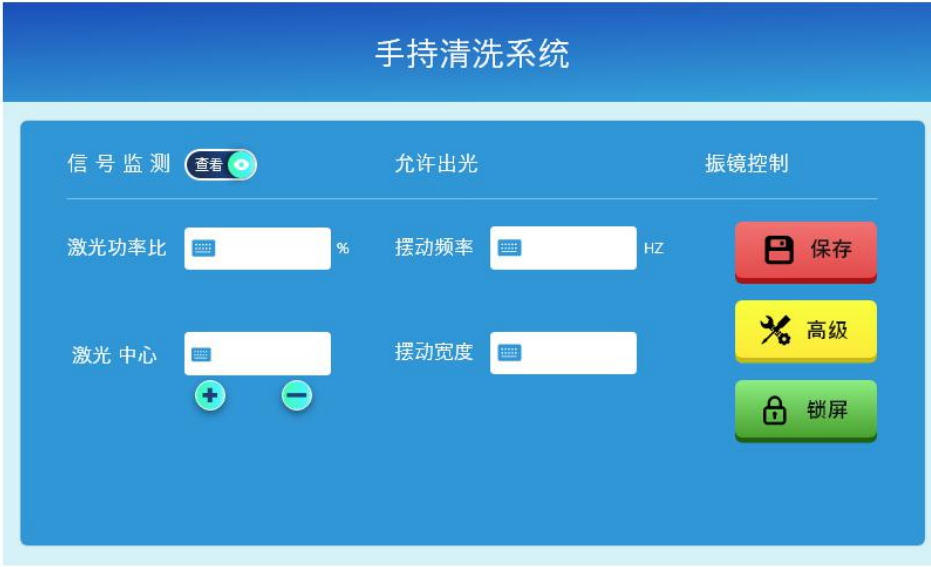 手持清洗系统
信号监测 查看 允许出光 振镜控制
激光功率比 % 摆动频率 HZ 保存
高级
激光 中心 摆动宽度
锁屏